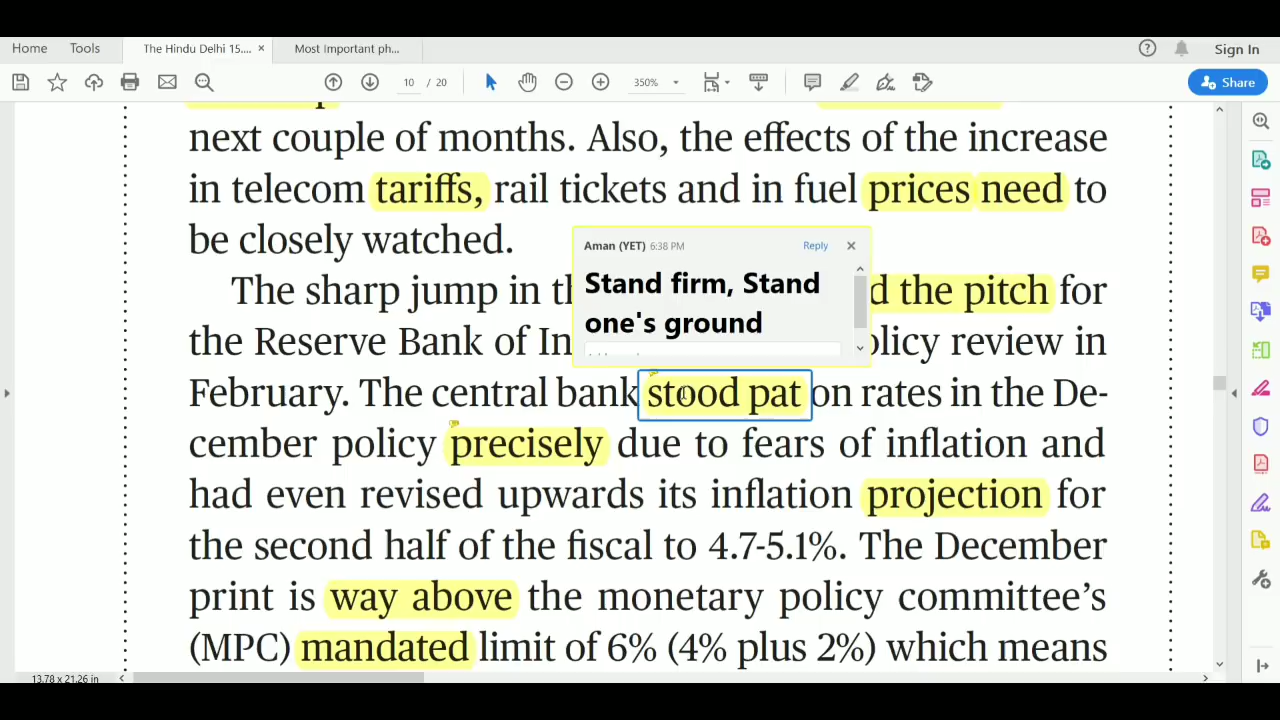 Home Tools The Hindu Delhi 15.... × Most Important ph... Sign In
10 / 20 350% Share
next couple of months. Also, the effects of the increase
in telecom tariffs, rail tickets and in fuel prices need to
be closely watched.
Aman (YET) 6:38 PM Reply
Stand firm, Stand
one's ground
The sharp jump in d the pitch for
the Reserve Bank of In olicy review in
February. The central bank stood pat on rates in the De-
cember policy precisely due to fears of inflation and
had even revised upwards its inflation projection for
the second half of the fiscal to 4.7-5.1%. The December
print is way above the monetary policy committee's
(MPC) mandated limit of 6% (4% plus 2%) which means
13.78 x 21.26 in